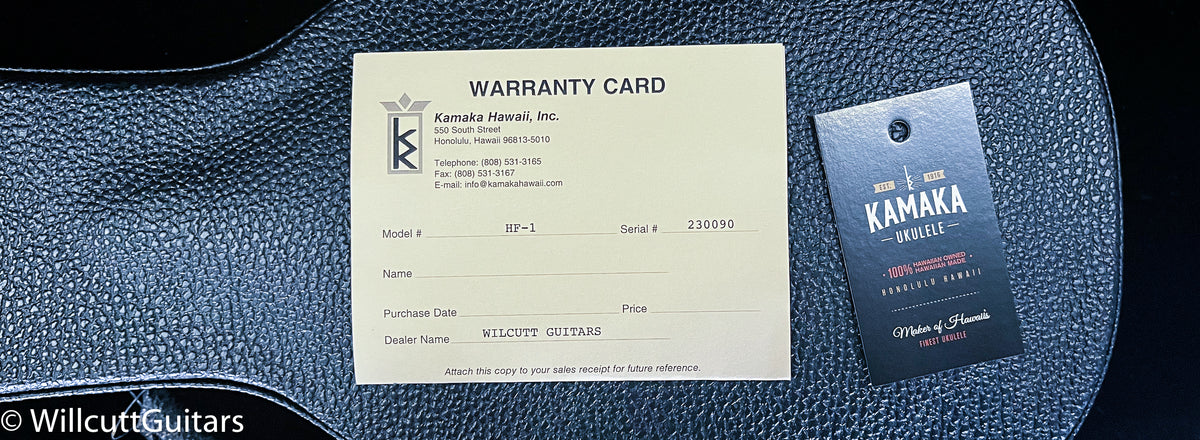 WARRANTY CARD
Kamaka Hawaii, Inc.
550 South Street
Honolulu, Hawaii 96813-5010
Telephone: (808) 531-3165
Fax: (808) 531-3167
E-mail: info@kamakahawaii.com
Model # HF-1 Serial # 230090
Name
Purchase Date Price
Dealer Name WILCUTT GUITARS
Attach this copy to your sales receipt for future reference.
EST. 1916
KAMAKA
UKULELE
100% HAWAIIAN OWNED
HAWAIIAN MADE
HONOLULU HAWAII
Maker of Hawaii's
FINEST UKULELE
© WillcuttGuitars